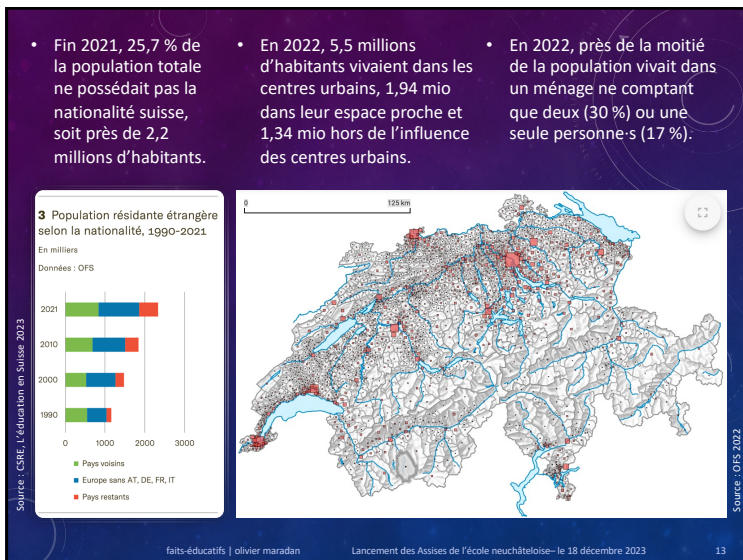 • Fin 2021, 25,7 % de
la population totale
ne possédait pas la
nationalité suisse,
soit près de 2,2
millions d'habitants.
• En 2022, 5,5 millions
d'habitants vivaient dans les
centres urbains, 1,94 mio
dans leur espace proche et
1,34 mio hors de l'influence
des centres urbains.
• En 2022, près de la moitié
de la population vivait dans
un ménage ne comptant
que deux (30 %) ou une
seule personne·s (17 %).
3 Population résidante étrangère
selon la nationalité, 1990-2021
En milliers
Données : OFS
2021
2010
2000
1990
0 1000 2000 3000
Pays voisins
Europe sans AT, DE, FR, IT
Pays restants
Source : CSRE, L'éducation en Suisse 2023
0 125 km
Source : OFS 2022
faits-éducatifs | olivier maradan
Lancement des Assises de l'école neuchâteloise– le 18 décembre 2023
13